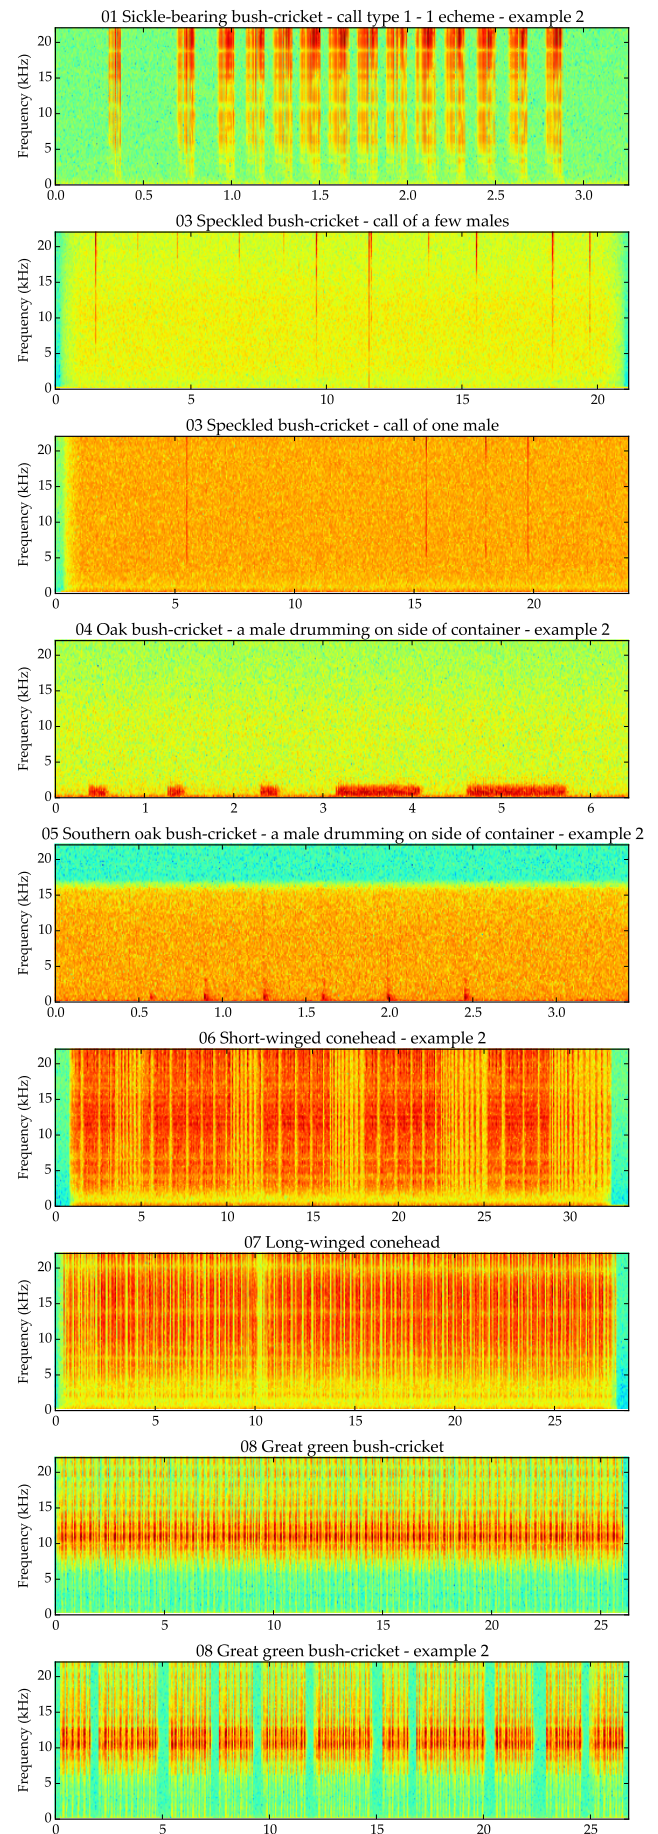 01 Sickle-bearing bush-cricket - call type 1 - 1 echeme - example 2
Frequency (kHz)
20
15
10
5
0
0.0 0.5 1.0 1.5 2.0 2.5 3.0
03 Speckled bush-cricket - call of a few males
Frequency (kHz)
20
15
10
5
0
0 5 10 15 20
03 Speckled bush-cricket - call of one male
Frequency (kHz)
20
15
10
5
0
0 5 10 15 20
04 Oak bush-cricket - a male drumming on side of container - example 2
Frequency (kHz)
20
15
10
5
0
0 1 2 3 4 5 6
05 Southern oak bush-cricket - a male drumming on side of container - example 2
Frequency (kHz)
20
15
10
5
0
0.0 0.5 1.0 1.5 2.0 2.5 3.0
06 Short-winged conehead - example 2
Frequency (kHz)
20
15
10
5
0
0 5 10 15 20 25 30
07 Long-winged conehead
Frequency (kHz)
20
15
10
5
0
0 5 10 15 20 25
08 Great green bush-cricket
Frequency (kHz)
20
15
10
5
0
0 5 10 15 20 25
08 Great green bush-cricket - example 2
Frequency (kHz)
20
15
10
5
0
0 5 10 15 20 25